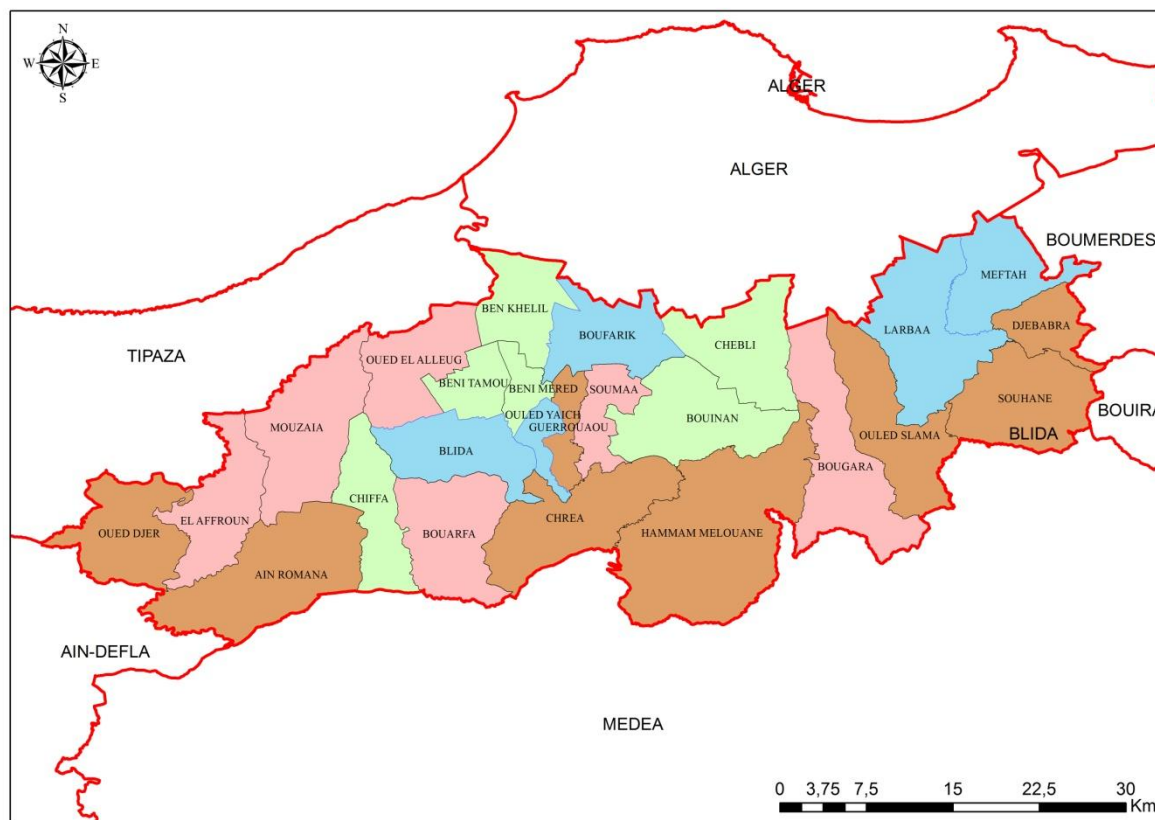 N
W E
S
ALGER
ALGER
BOUMERDES
MEFTAH
BEN KHELIL
LARBAA
DJEBABRA
BOUFARIK
CHEBLI
TIPAZA
OUED EL ALLEUG
BENI TAMOU
BENI MERED
SOUMAA
SOUHANE
BOUIRA
OULED YAICH
BOUINAN
MOUZAIA
GUERROUAOU
OULED SLAMA
BLIDA
BLIDA
BOUGARA
CHIFFA
EL AFFROUN
CHREA
OUED DJER
BOUARFA
HAMMAM MELOUANE
AIN ROMANA
AIN-DEFLA
MEDEA
0 3,75 7,5 15 22,5 30
Km